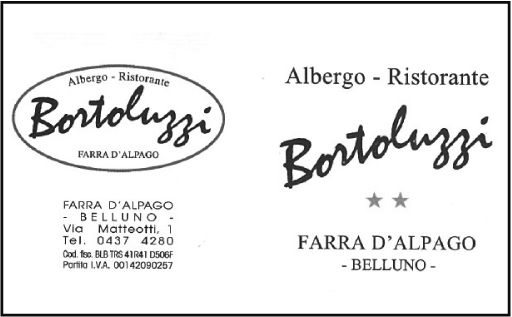 Albergo - Ristorante
Bortoluzzi
FARRA D'ALPAGO
FARRA D'ALPAGO
- BELLUNO -
Via Matteotti, 1
Tel. 0437 4280
Cod. fisc. BLB TRS 41R41 D506F
Partita I.V.A. 00142090257
Albergo - Ristorante
Bortoluzzi
FARRA D'ALPAGO
- BELLUNO -